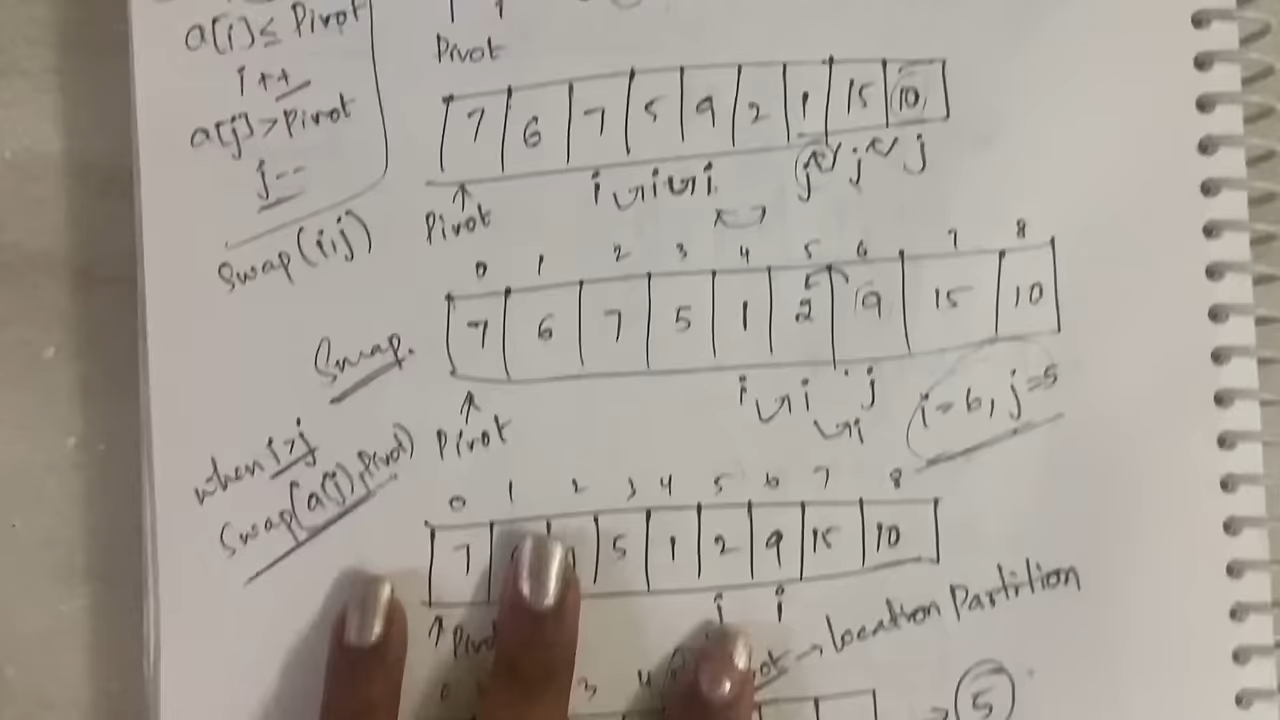 a[i] ≤ Pivot
i++
a[j] > Pivot
j--
Swap(i,j)
Pivot
7 6 7 5 9 2 1 15 10
i i i j j j
Pivot
0 1 2 3 4 5 6 7 8
7 6 7 5 1 2 9 15 10
Swap.
i i j
i
i=6, j=5
Pivot
when i>j
Swap(a[j], Pivot)
0 1 2 3 4 5 6 7 8
7 5 1 2 9 15 10
j i
→ Location Partition
3 4
→ 5